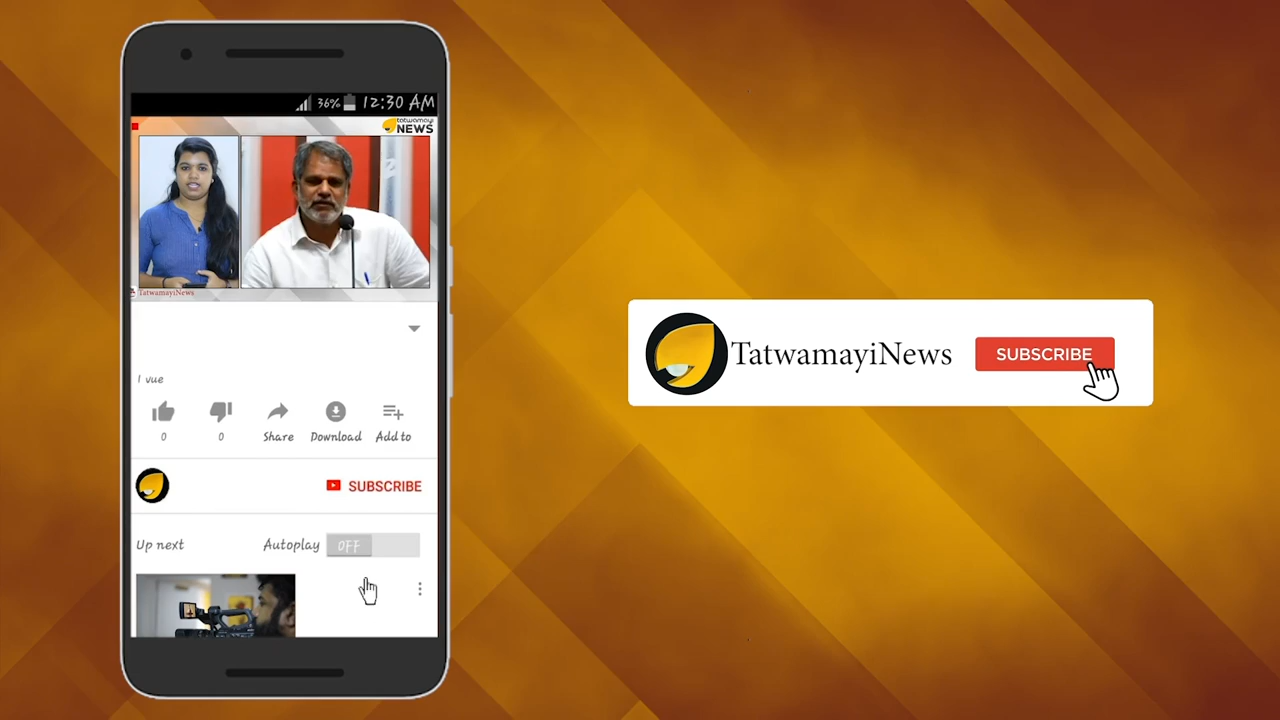 36% 12:30 AM
tatwamayi
NEWS
TatwamayiNews
1 vue
0 0 Share Download Add to
SUBSCRIBE
Up next Autoplay OFF
TatwamayiNews SUBSCRIBE